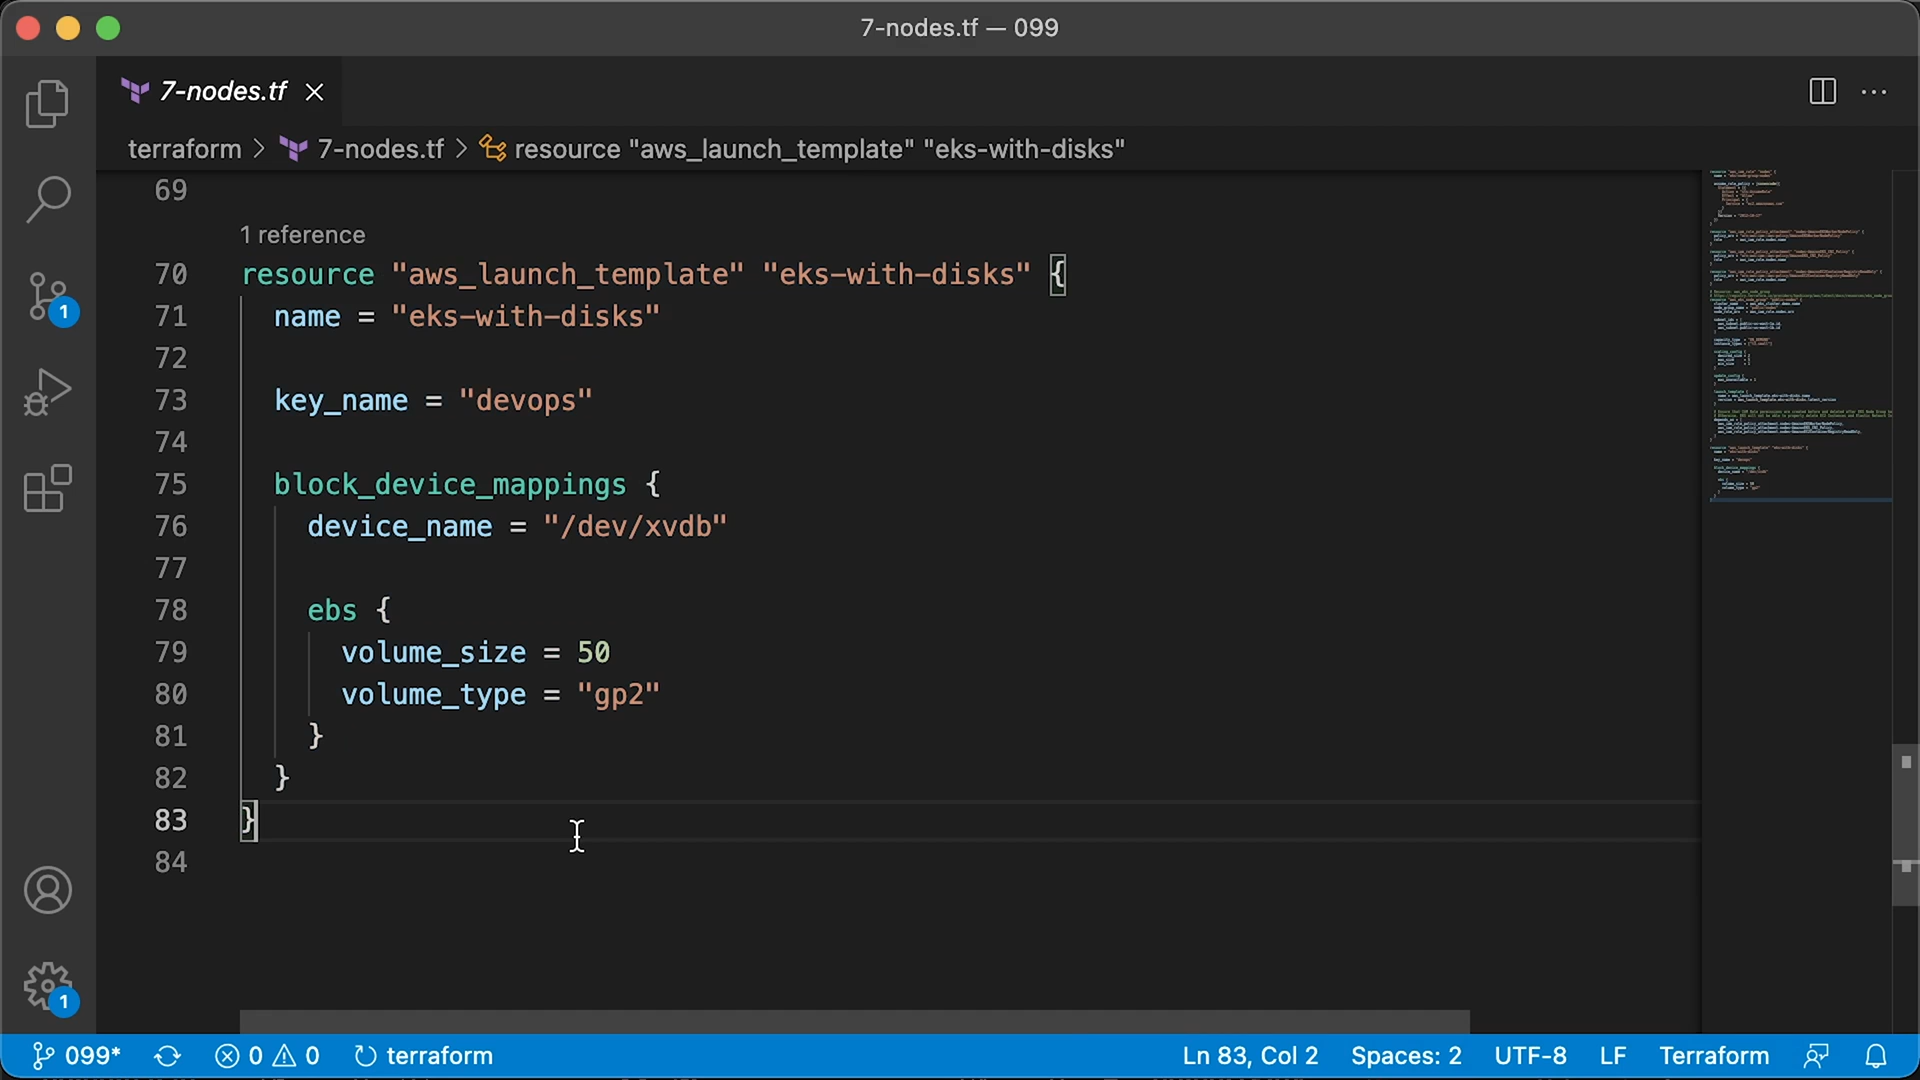 7-nodes.tf — 099
7-nodes.tf
terraform > 7-nodes.tf > resource "aws_launch_template" "eks-with-disks"
69
1 reference
70 resource "aws_launch_template" "eks-with-disks" {
71 name = "eks-with-disks"
72
73 key_name = "devops"
74
75 block_device_mappings {
76 device_name = "/dev/xvdb"
77
78 ebs {
79 volume_size = 50
80 volume_type = "gp2"
81 }
82 }
83 }
84
1
1
099* 0 0 terraform Ln 83, Col 2 Spaces: 2 UTF-8 LF Terraform